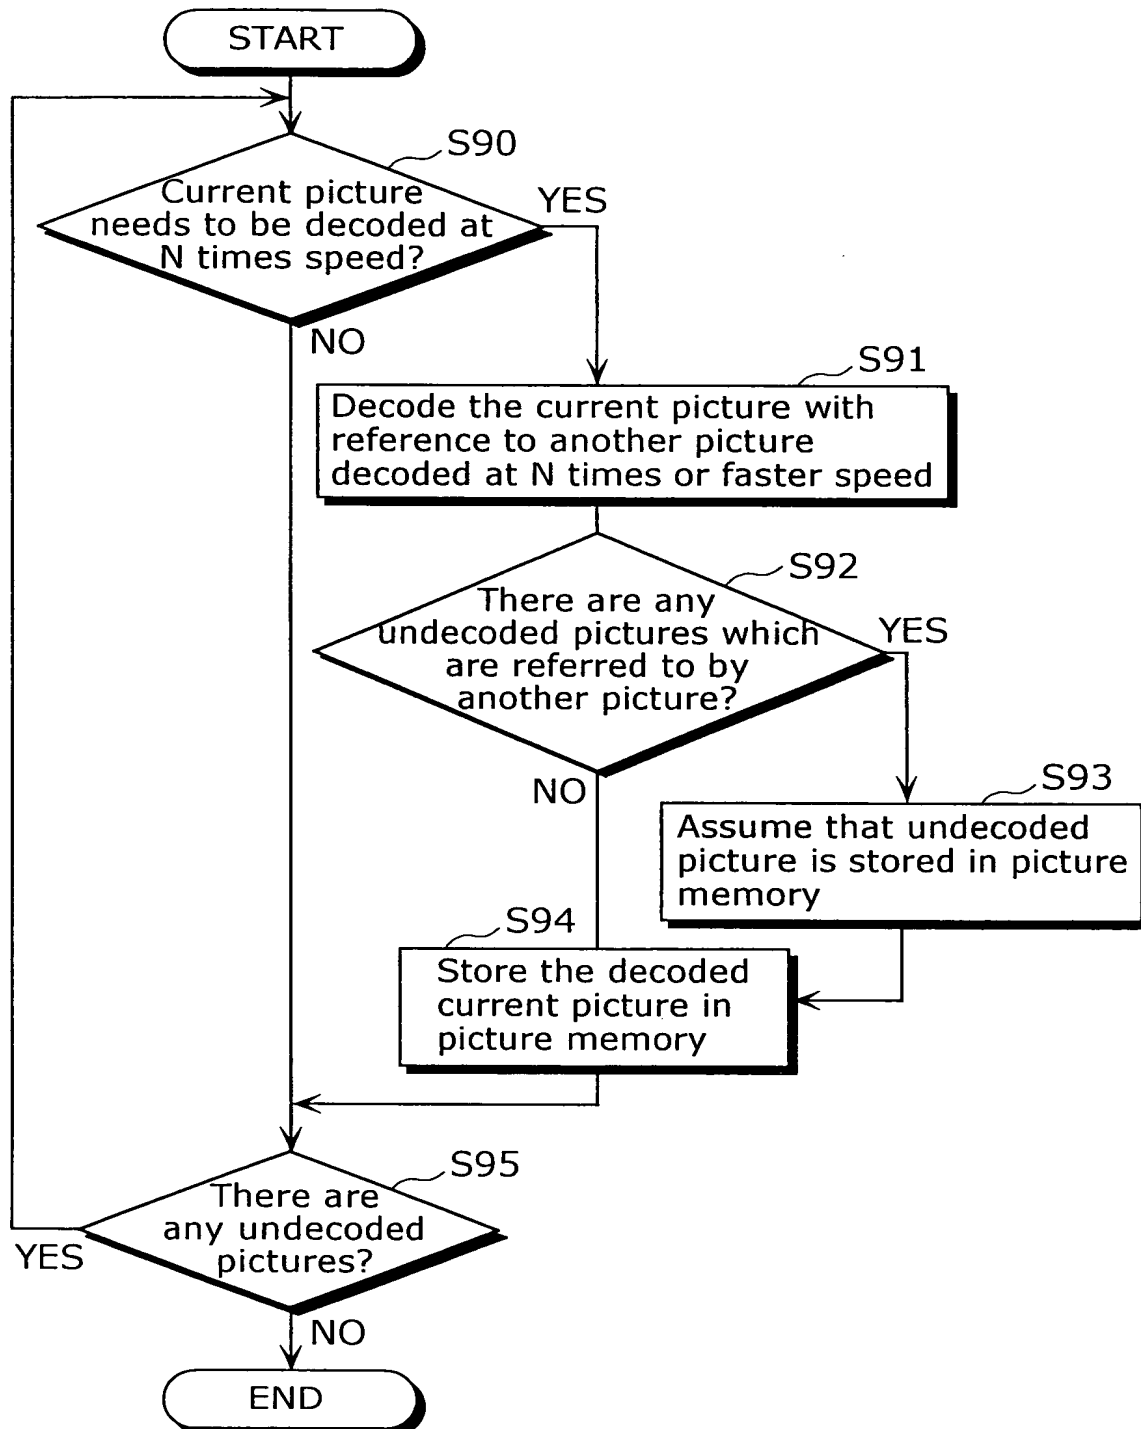 START
S90
Current picture
needs to be decoded at
N times speed?
YES
NO
S91
Decode the current picture with
reference to another picture
decoded at N times or faster speed
S92
There are any
undecoded pictures which
are referred to by
another picture?
YES
NO
S93
Assume that undecoded
picture is stored in picture
memory
S94
Store the decoded
current picture in
picture memory
S95
There are
any undecoded
pictures?
YES
NO
END